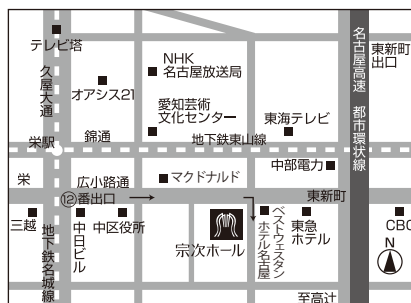 テレビ塔
久屋大通
NHK
名古屋放送局
オアシス21
愛知芸術
文化センター
東海テレビ
名古屋高速 都市環状線
東新町
出口
栄駅
錦通
地下鉄東山線
中部電力
栄
広小路通
マクドナルド
東新町
⑫番出口
三越
地下鉄名城線
中日ビル
中区役所
宗次ホール
ベストウェスタン
ホテル名古屋
東急
ホテル
CBC
N
至高辻